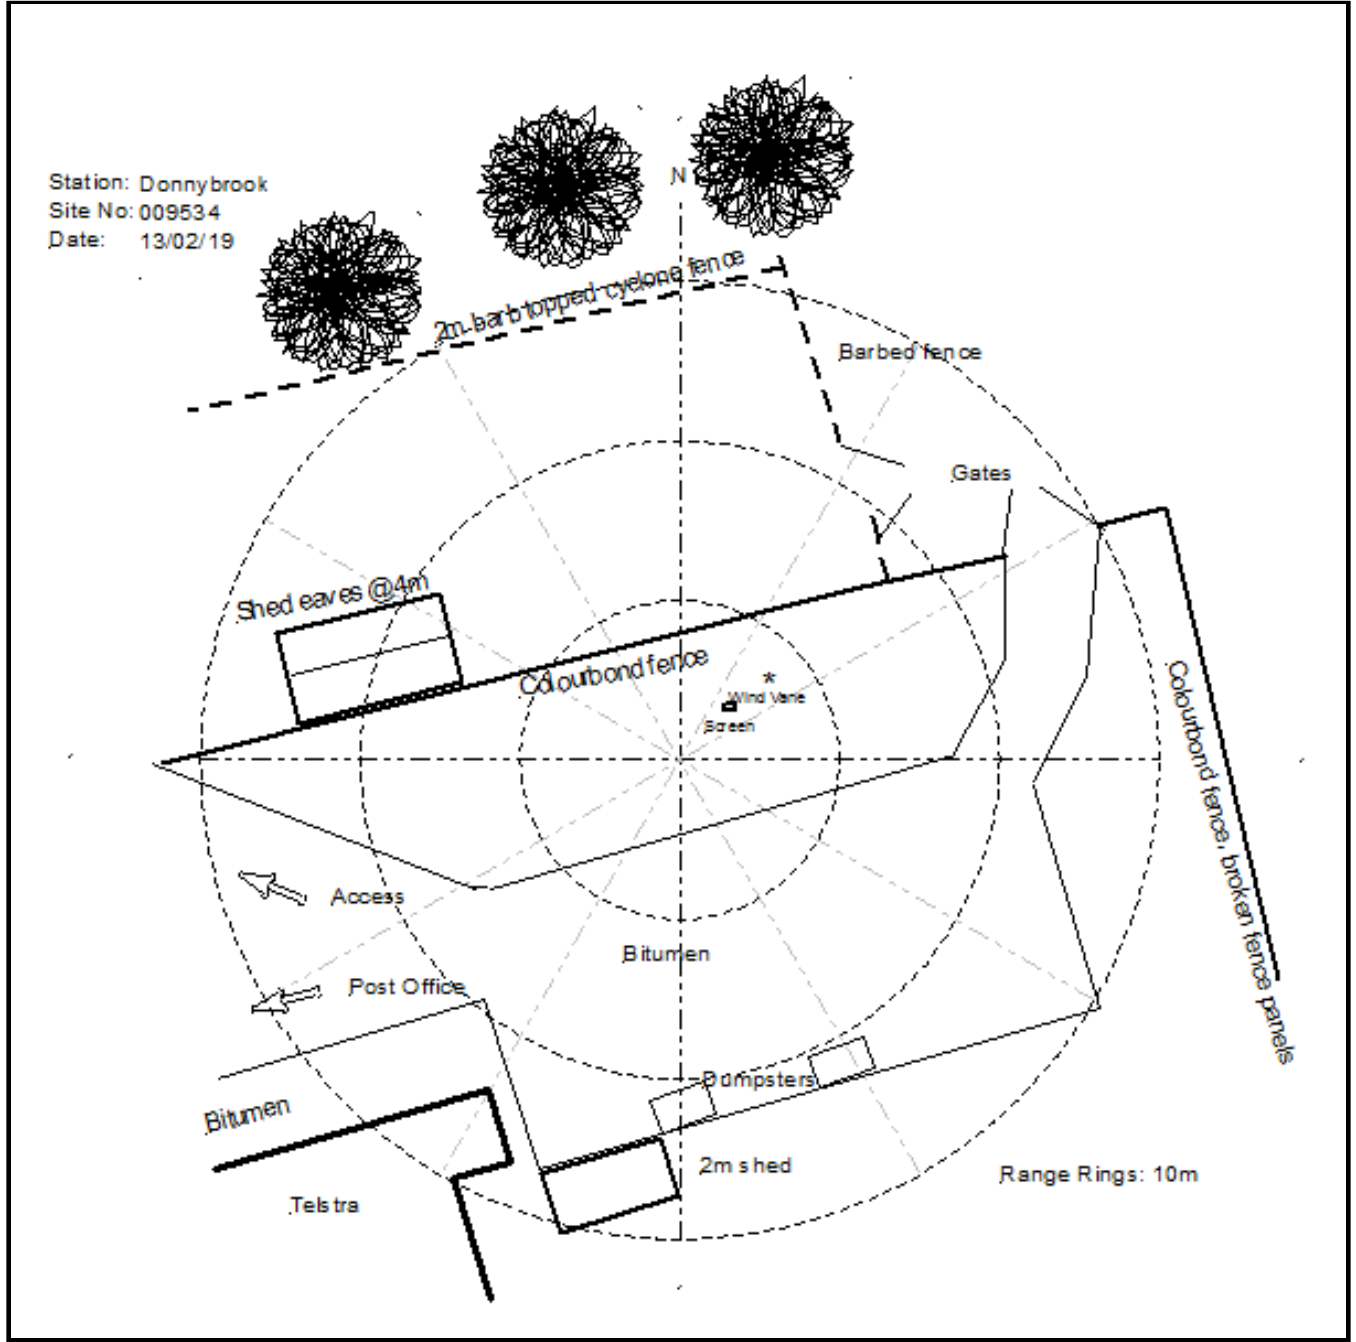 N
Station: Donnybrook
Site No: 009534
Date: 13/02/19
2m barb topped cyclone fence
Barbed fence
Gates
Shed eaves @4m
Colourbond fence
*
Wind Vane
Screen
Colourbond fence, broken fence panels
Access
Bitumen
Post Office
Dumpsters
Bitumen
2m shed
Range Rings: 10m
Telstra